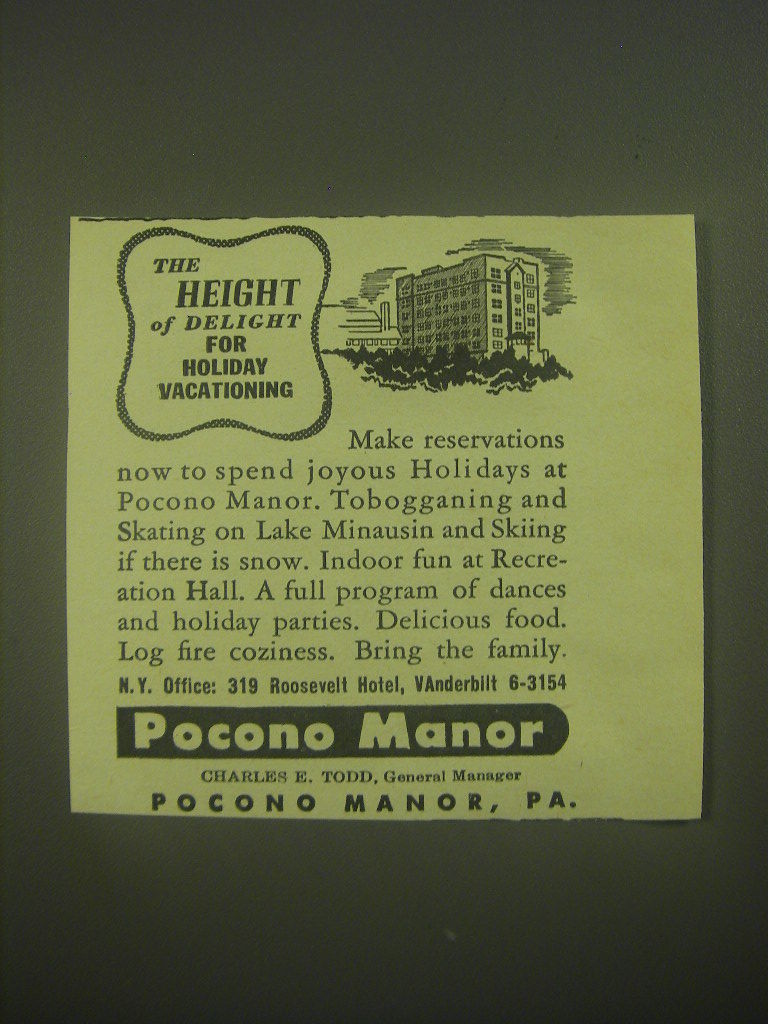 THE
HEIGHT
of DELIGHT
FOR
HOLIDAY
VACATIONING
Make reservations
now to spend joyous Holidays at
Pocono Manor. Tobogganing and
Skating on Lake Minausin and Skiing
if there is snow. Indoor fun at Recre-
ation Hall. A full program of dances
and holiday parties. Delicious food.
Log fire coziness. Bring the family.
N.Y. Office: 319 Roosevelt Hotel, VAnderbilt 6-3154
Pocono Manor
CHARLES E. TODD, General Manager
POCONO MANOR, PA.